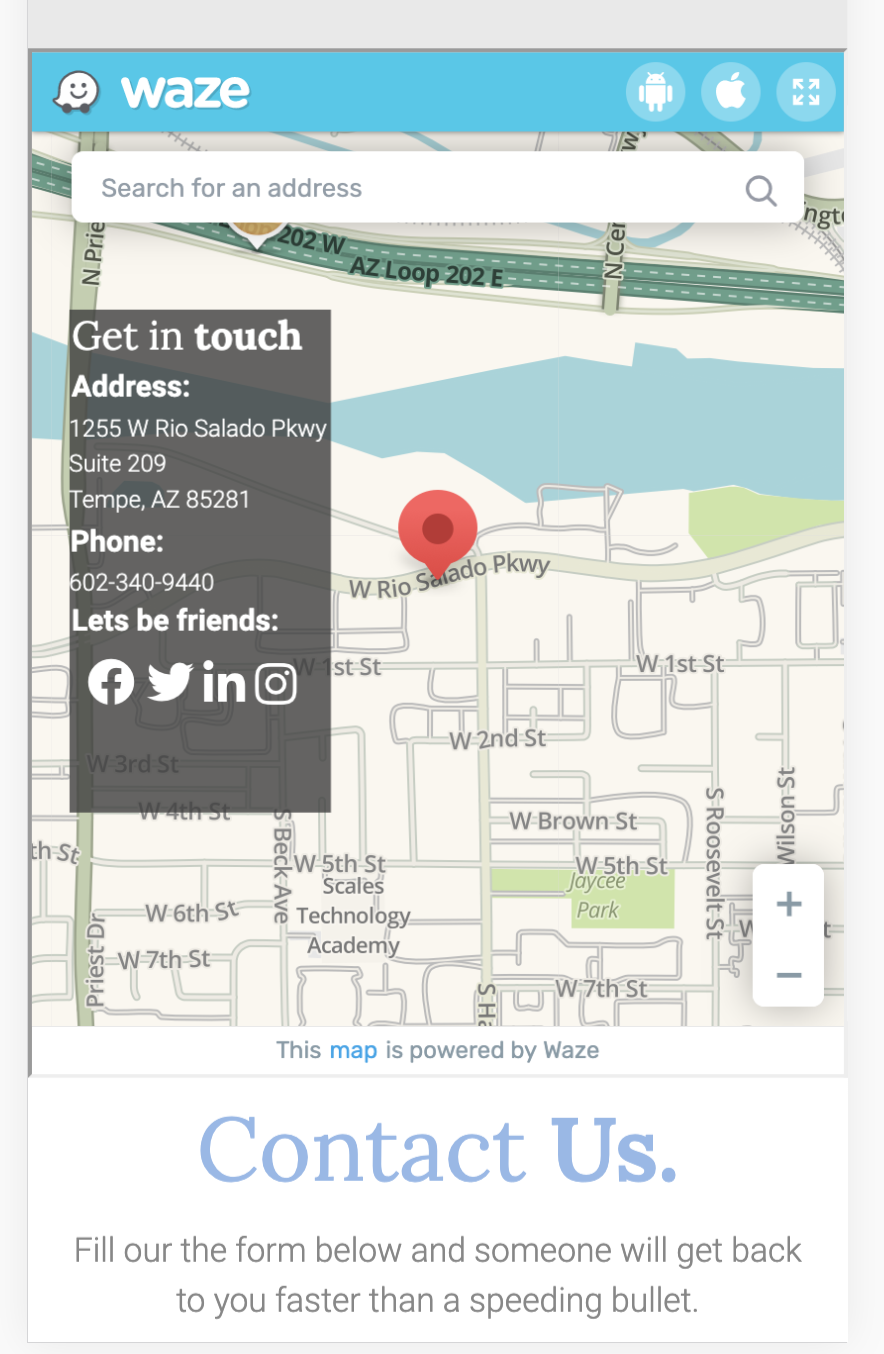 waze
Search for an address
202 W
AZ Loop 202 E
N Prie
N Cer
Get in touch
Address:
1255 W Rio Salado Pkwy
Suite 209
Tempe, AZ 85281
Phone:
602-340-9440
Lets be friends:
W Rio Salado Pkwy
W 1st St
W 1st St
W 2nd St
W 3rd St
W 4th St
W Brown St
S Beck Ave
S Roosevelt St
Wilson St
th St
W 5th St
W 5th St
Scales
Technology
Academy
Jaycee
Park
W 6th St
W 7th St
Priest Dr
W 7th St
S Ha
+
−
This map is powered by Waze
Contact Us.
Fill our the form below and someone will get back
to you faster than a speeding bullet.